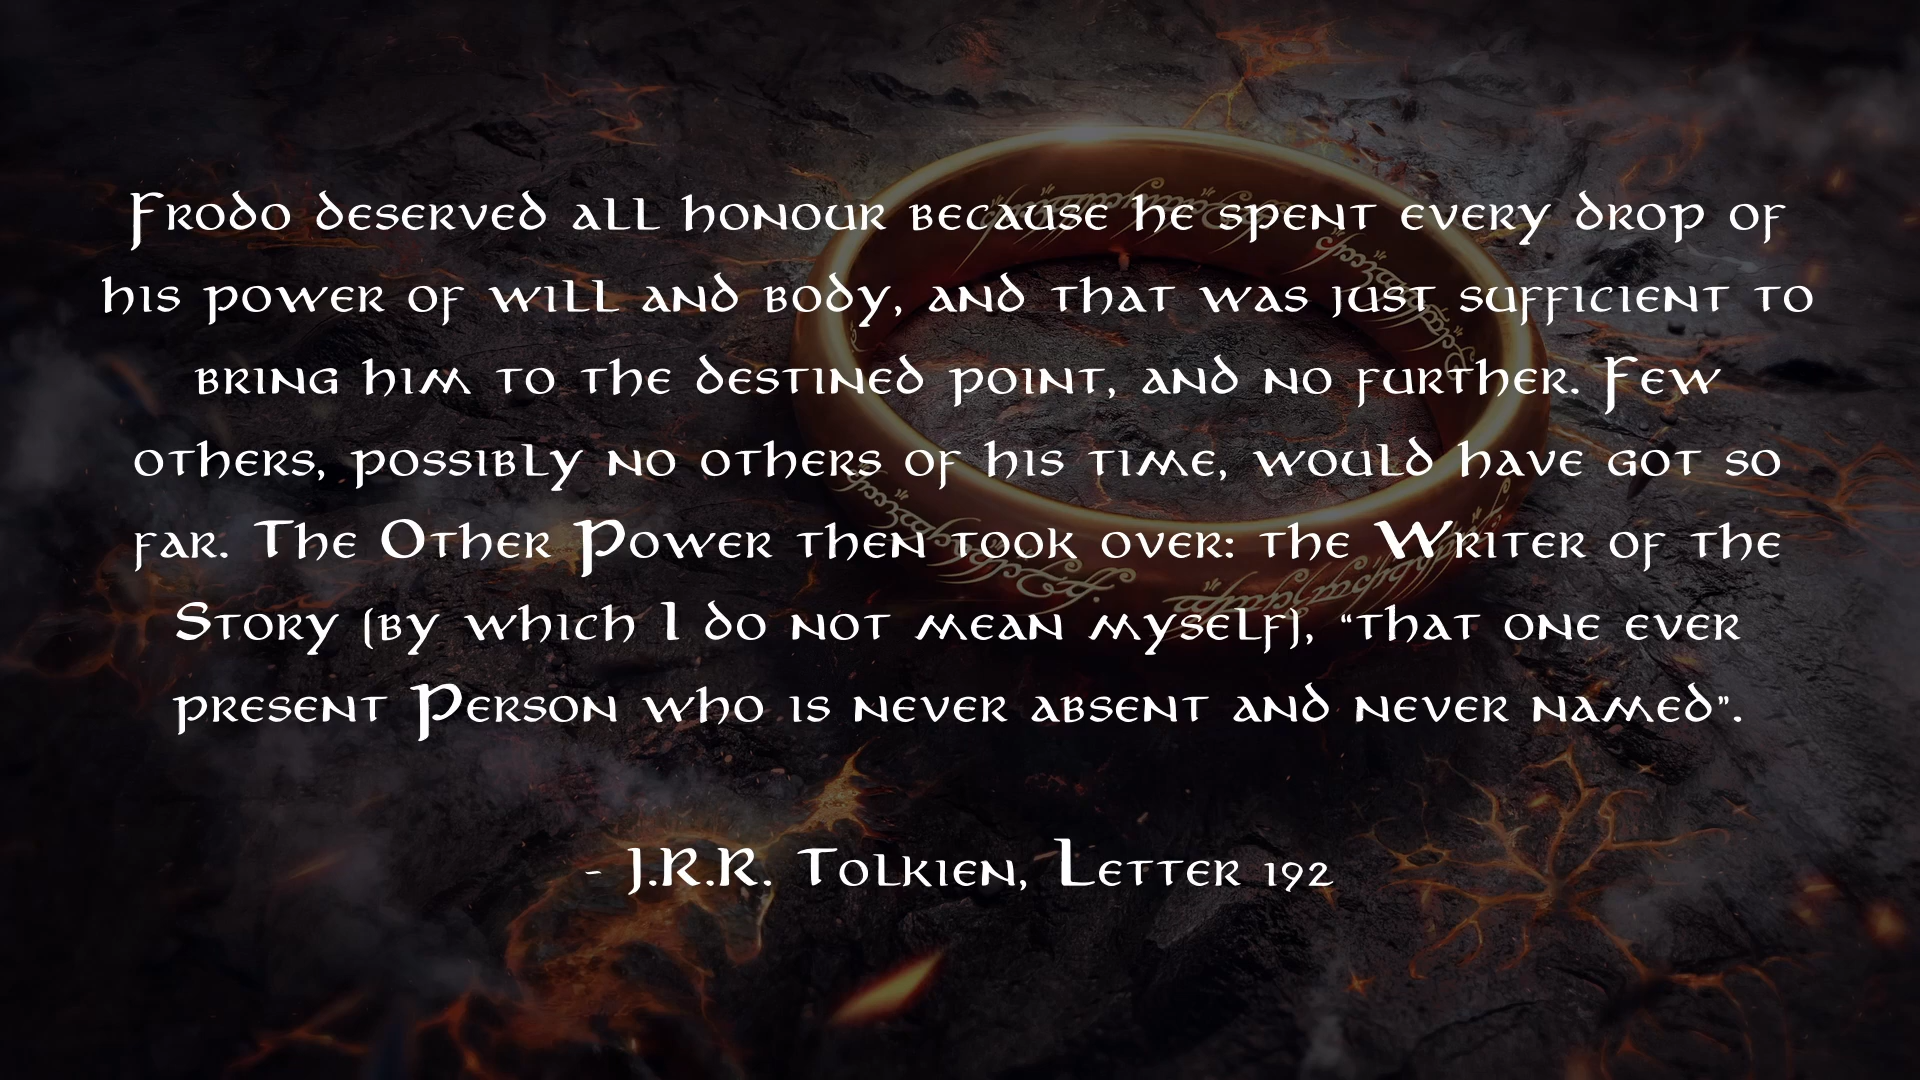 Frodo deserved all honour because he spent every drop of
his power of will and body, and that was just sufficient to
bring him to the destined point, and no further. Few
others, possibly no others of his time, would have got so
far. The Other Power then took over: the Writer of the
Story (by which I do not mean myself), “that one ever
present Person who is never absent and never named”.
- J.R.R. Tolkien, Letter 192